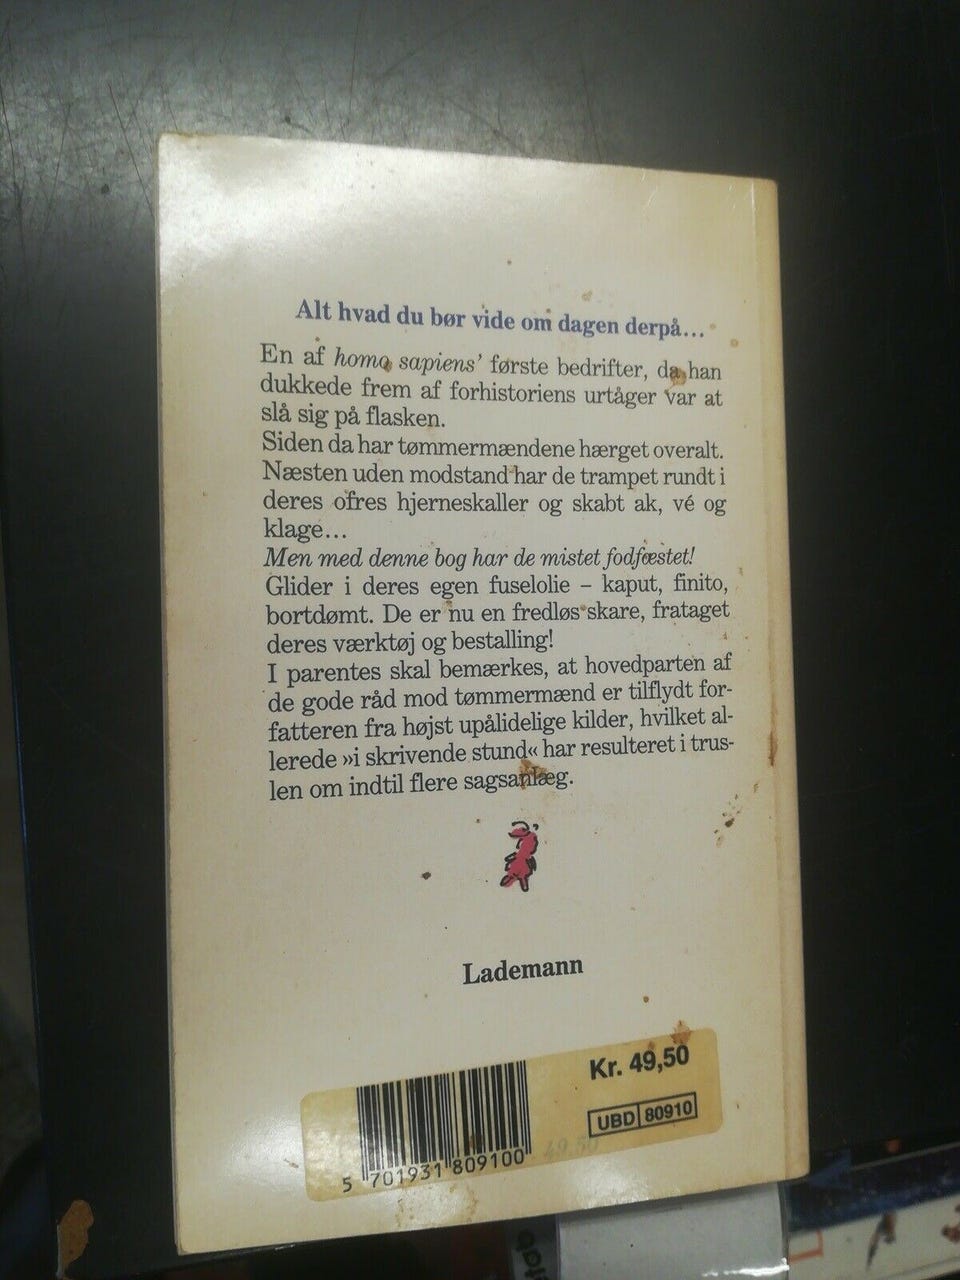 Alt hvad du bør vide om dagen derpå...
En af homo sapiens' første bedrifter, da han
dukkede frem af forhistoriens urtåger var at
slå sig på flasken.
Siden da har tømmermændene hærget overalt.
Næsten uden modstand har de trampet rundt i
deres ofres hjerneskaller og skabt ak, vé og
klage...
Men med denne bog har de mistet fodfæstet!
Glider i deres egen fuselolie – kaput, finito,
bortdømt. De er nu en fredløs skare, frataget
deres værktøj og bestalling!
I parentes skal bemærkes, at hovedparten af
de gode råd mod tømmermænd er tilflydt for-
fatteren fra højst upålidelige kilder, hvilket al-
lerede »i skrivende stund« har resulteret i trus-
len om indtil flere sagsanlæg.
Lademann
Kr. 49,50
UBD 80910
49.50
5 701931 809100